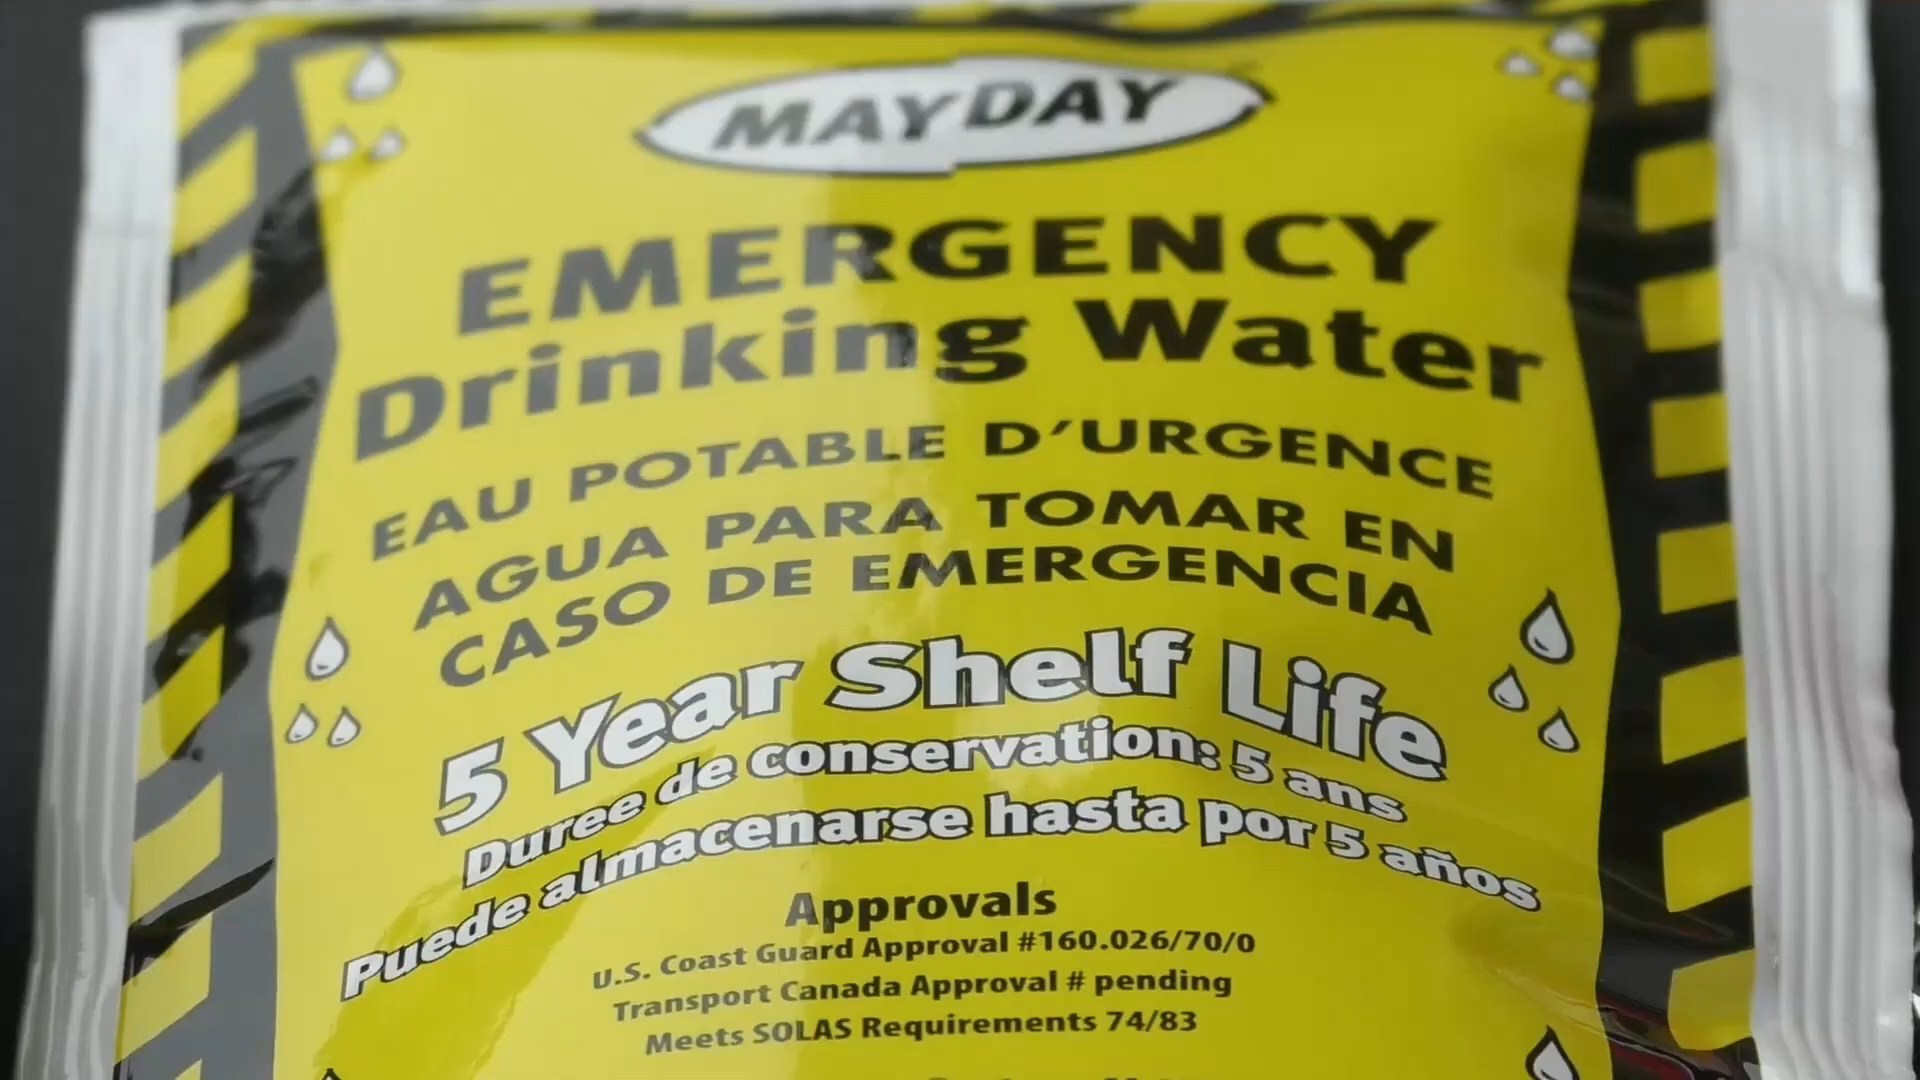 MAYDAY
EMERGENCY
Drinking Water
EAU POTABLE D'URGENCE
AGUA PARA TOMAR EN
CASO DE EMERGENCIA
5 Year Shelf Life
Duree de conservation: 5 ans
Puede almacenarse hasta por 5 años
Approvals
U.S. Coast Guard Approval #160.026/70/0
Transport Canada Approval # pending
Meets SOLAS Requirements 74/83